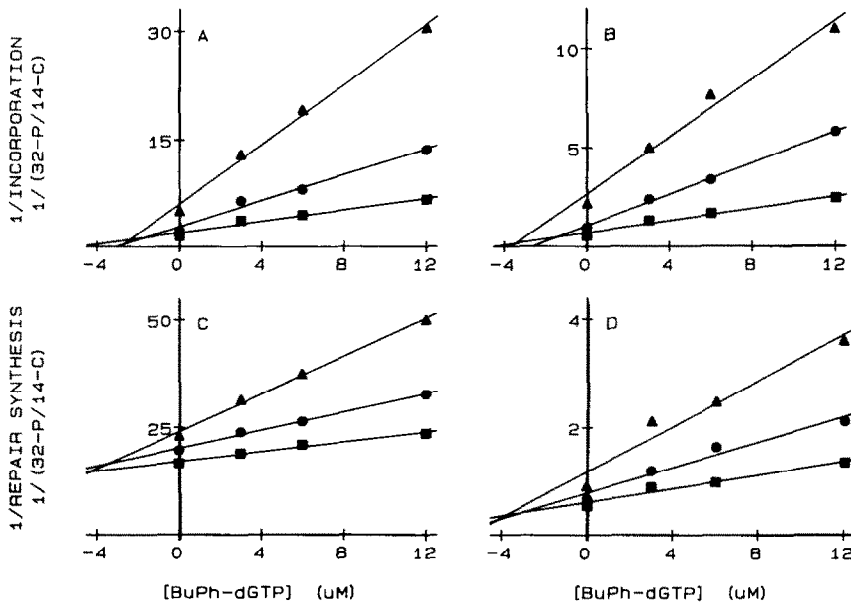 1/INCORPORATION
1/(32-P/14-C)
A
30
15
-4 0 4 8 12
B
10
5
-4 0 4 8 12
1/REPAIR SYNTHESIS
1/(32-P/14-C)
C
50
25
-4 0 4 8 12
[BuPh-dGTP] (uM)
D
4
2
-4 0 4 8 12
[BuPh-dGTP] (uM)